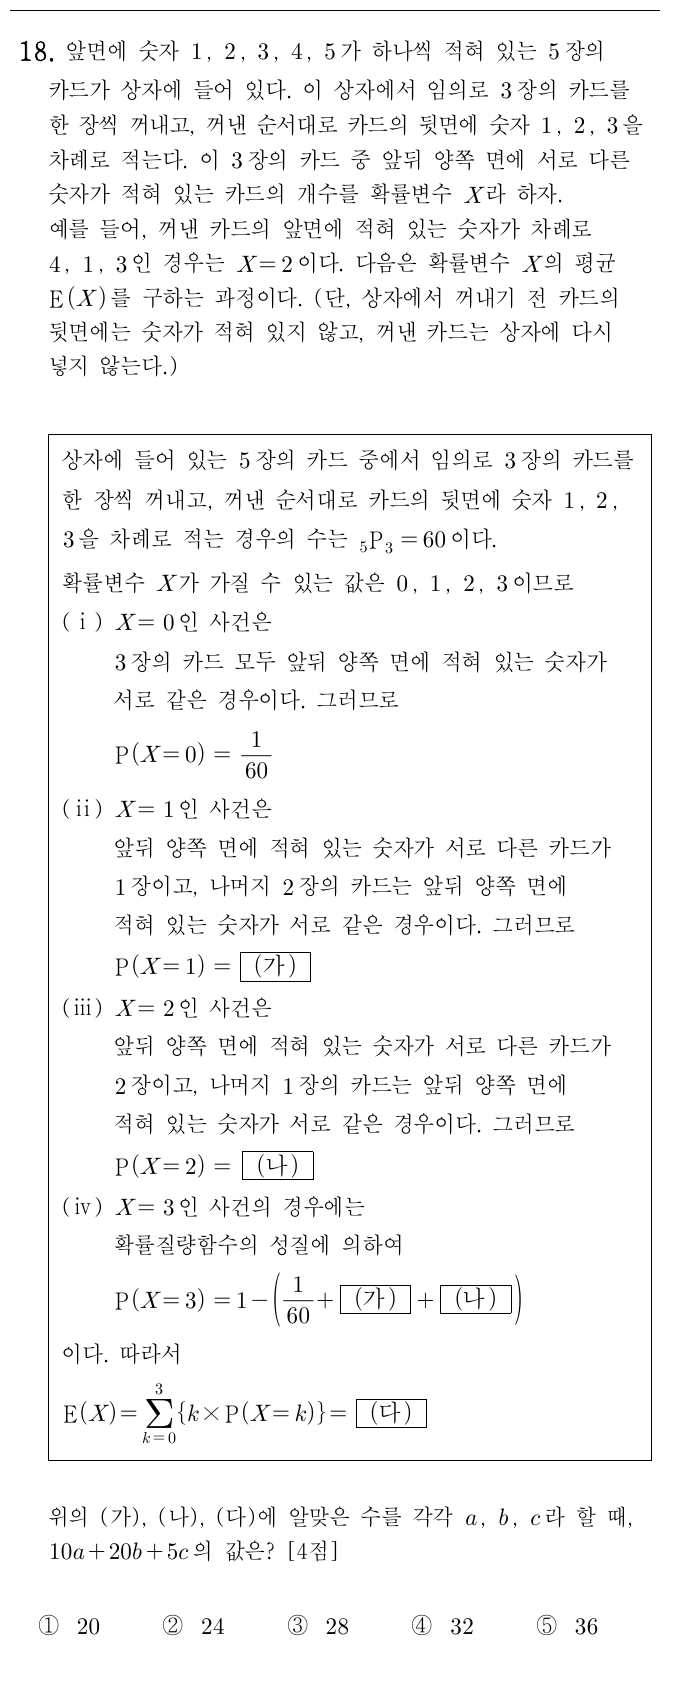 18. 앞면에 숫자 1, 2, 3, 4, 5가 하나씩 적혀 있는 5장의
카드가 상자에 들어 있다. 이 상자에서 임의로 3장의 카드를
한 장씩 꺼내고, 꺼낸 순서대로 카드의 뒷면에 숫자 1, 2, 3을
차례로 적는다. 이 3장의 카드 중 앞뒤 양쪽 면에 서로 다른
숫자가 적혀 있는 카드의 개수를 확률변수 X라 하자.
예를 들어, 꺼낸 카드의 앞면에 적혀 있는 숫자가 차례로
4, 1, 3인 경우는 X=2이다. 다음은 확률변수 X의 평균
E(X)를 구하는 과정이다. (단, 상자에서 꺼내기 전 카드의
뒷면에는 숫자가 적혀 있지 않고, 꺼낸 카드는 상자에 다시
넣지 않는다.)
상자에 들어 있는 5장의 카드 중에서 임의로 3장의 카드를
한 장씩 꺼내고, 꺼낸 순서대로 카드의 뒷면에 숫자 1, 2,
3을 차례로 적는 경우의 수는 ₅P₃=60이다.
확률변수 X가 가질 수 있는 값은 0, 1, 2, 3이므로
(ⅰ) X=0인 사건은
3장의 카드 모두 앞뒤 양쪽 면에 적혀 있는 숫자가
서로 같은 경우이다. 그러므로
P(X=0) = 1/60
(ⅱ) X=1인 사건은
앞뒤 양쪽 면에 적혀 있는 숫자가 서로 다른 카드가
1장이고, 나머지 2장의 카드는 앞뒤 양쪽 면에
적혀 있는 숫자가 서로 같은 경우이다. 그러므로
P(X=1) = (가)
(ⅲ) X=2인 사건은
앞뒤 양쪽 면에 적혀 있는 숫자가 서로 다른 카드가
2장이고, 나머지 1장의 카드는 앞뒤 양쪽 면에
적혀 있는 숫자가 서로 같은 경우이다. 그러므로
P(X=2) = (나)
(ⅳ) X=3인 사건의 경우에는
확률질량함수의 성질에 의하여
P(X=3) = 1-(1/60 + (가) + (나))
이다. 따라서
E(X)=∑_{k=0}^{3}{k×P(X=k)}= (다)
위의 (가), (나), (다)에 알맞은 수를 각각 a, b, c라 할 때,
10a+20b+5c의 값은? [4점]
① 20 ② 24 ③ 28 ④ 32 ⑤ 36